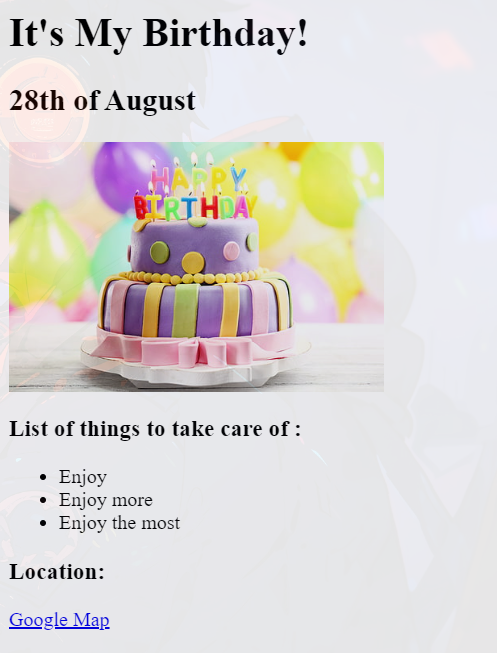 It's My Birthday!
28th of August
HAPPY
BIRTHDAY
List of things to take care of :
Enjoy
Enjoy more
Enjoy the most
Location:
Google Map